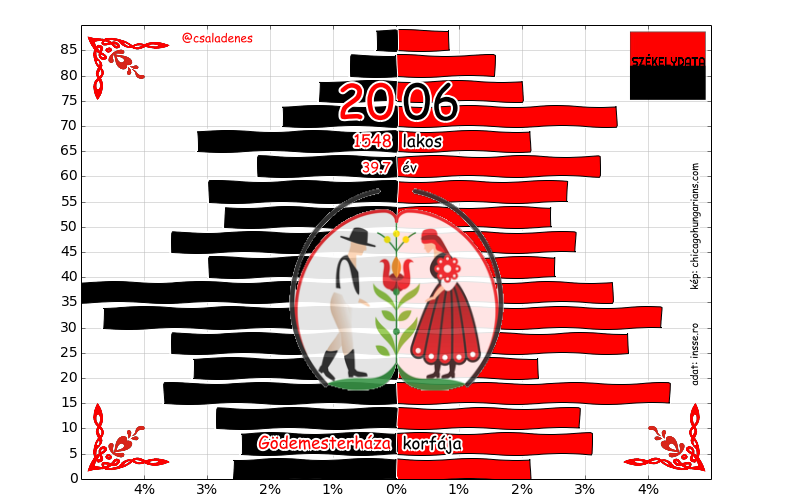 @csaladenes
SZÉKELYDATA
2006
1548 lakos
39.7 év
kép: chicagohungarians.com
adat: insse.ro
Gödemesterháza korfája
85
80
75
70
65
60
55
50
45
40
35
30
25
20
15
10
5
0
4% 3% 2% 1% 0% 1% 2% 3% 4%